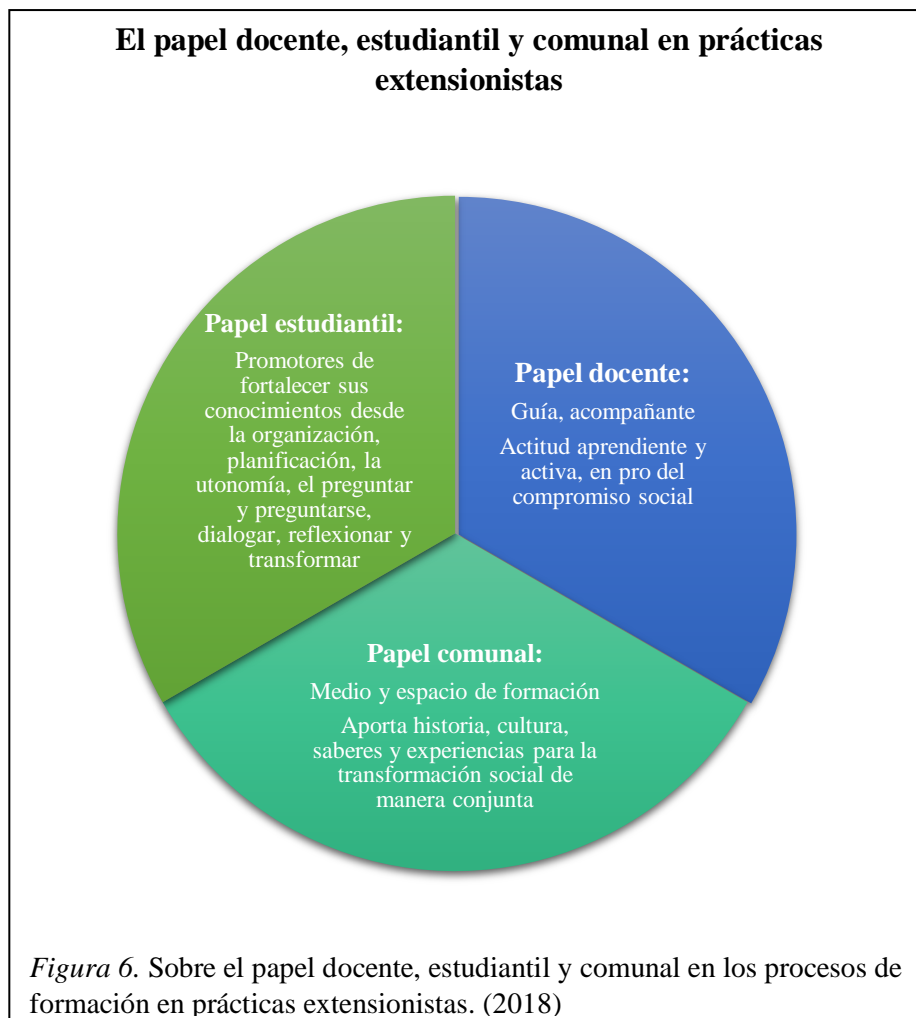 El papel docente, estudiantil y comunal en prácticas
extensionistas
Papel estudiantil:
Promotores de
fortalecer sus
conocimientos desde
la organización,
planificación, la
utonomía, el preguntar
y preguntarse,
dialogar, reflexionar y
transformar
Papel docente:
Guía, acompañante
Actitud aprendiente y
activa, en pro del
compromiso social
Papel comunal:
Medio y espacio de formación
Aporta historia, cultura,
saberes y experiencias para la
transformación social de
manera conjunta
Figura 6. Sobre el papel docente, estudiantil y comunal en los procesos de
formación en prácticas extensionistas. (2018)